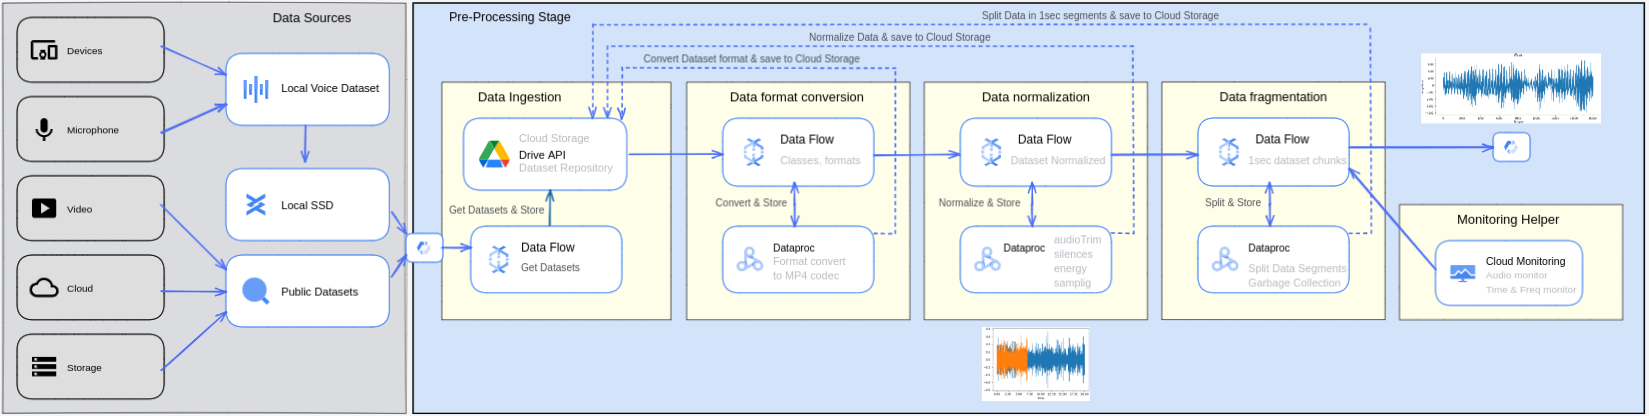 Data Sources
Devices
Microphone
Video
Cloud
Storage
Local Voice Dataset
Local SSD
Public Datasets
Pre-Processing Stage
Split Data in 1sec segments & save to Cloud Storage
Normalize Data & save to Cloud Storage
Convert Dataset format & save to Cloud Storage
Data Ingestion
Cloud Storage
Drive API
Dataset Repository
Get Datasets & Store
Data Flow
Get Datasets
Data format conversion
Data Flow
Classes, formats
Convert & Store
Dataproc
Format convert
to MP4 codec
Data normalization
Data Flow
Dataset Normalized
Normalize & Store
Dataproc
audioTrim
silences
energy
samplig
Data fragmentation
Data Flow
1sec dataset chunks
Split & Store
Dataproc
Split Data Segments
Garbage Collection
Monitoring Helper
Cloud Monitoring
Audio monitor
Time & Freq monitor